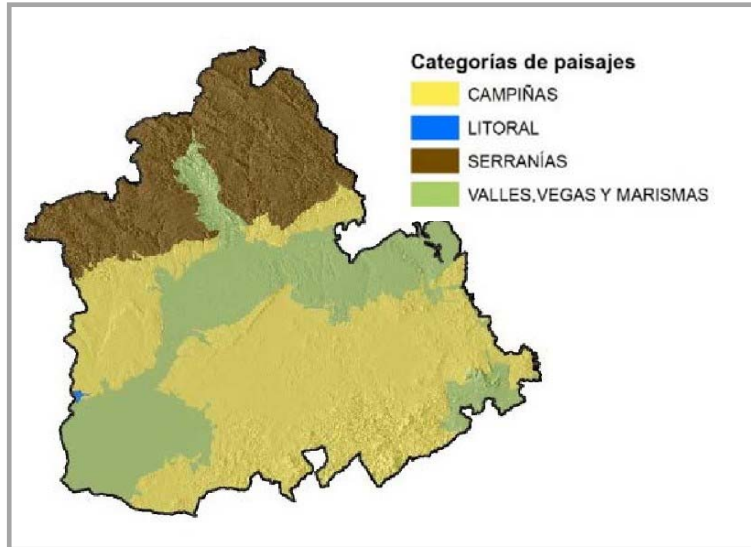 Categorías de paisajes
CAMPIÑAS
LITORAL
SERRANÍAS
VALLES,VEGAS Y MARISMAS